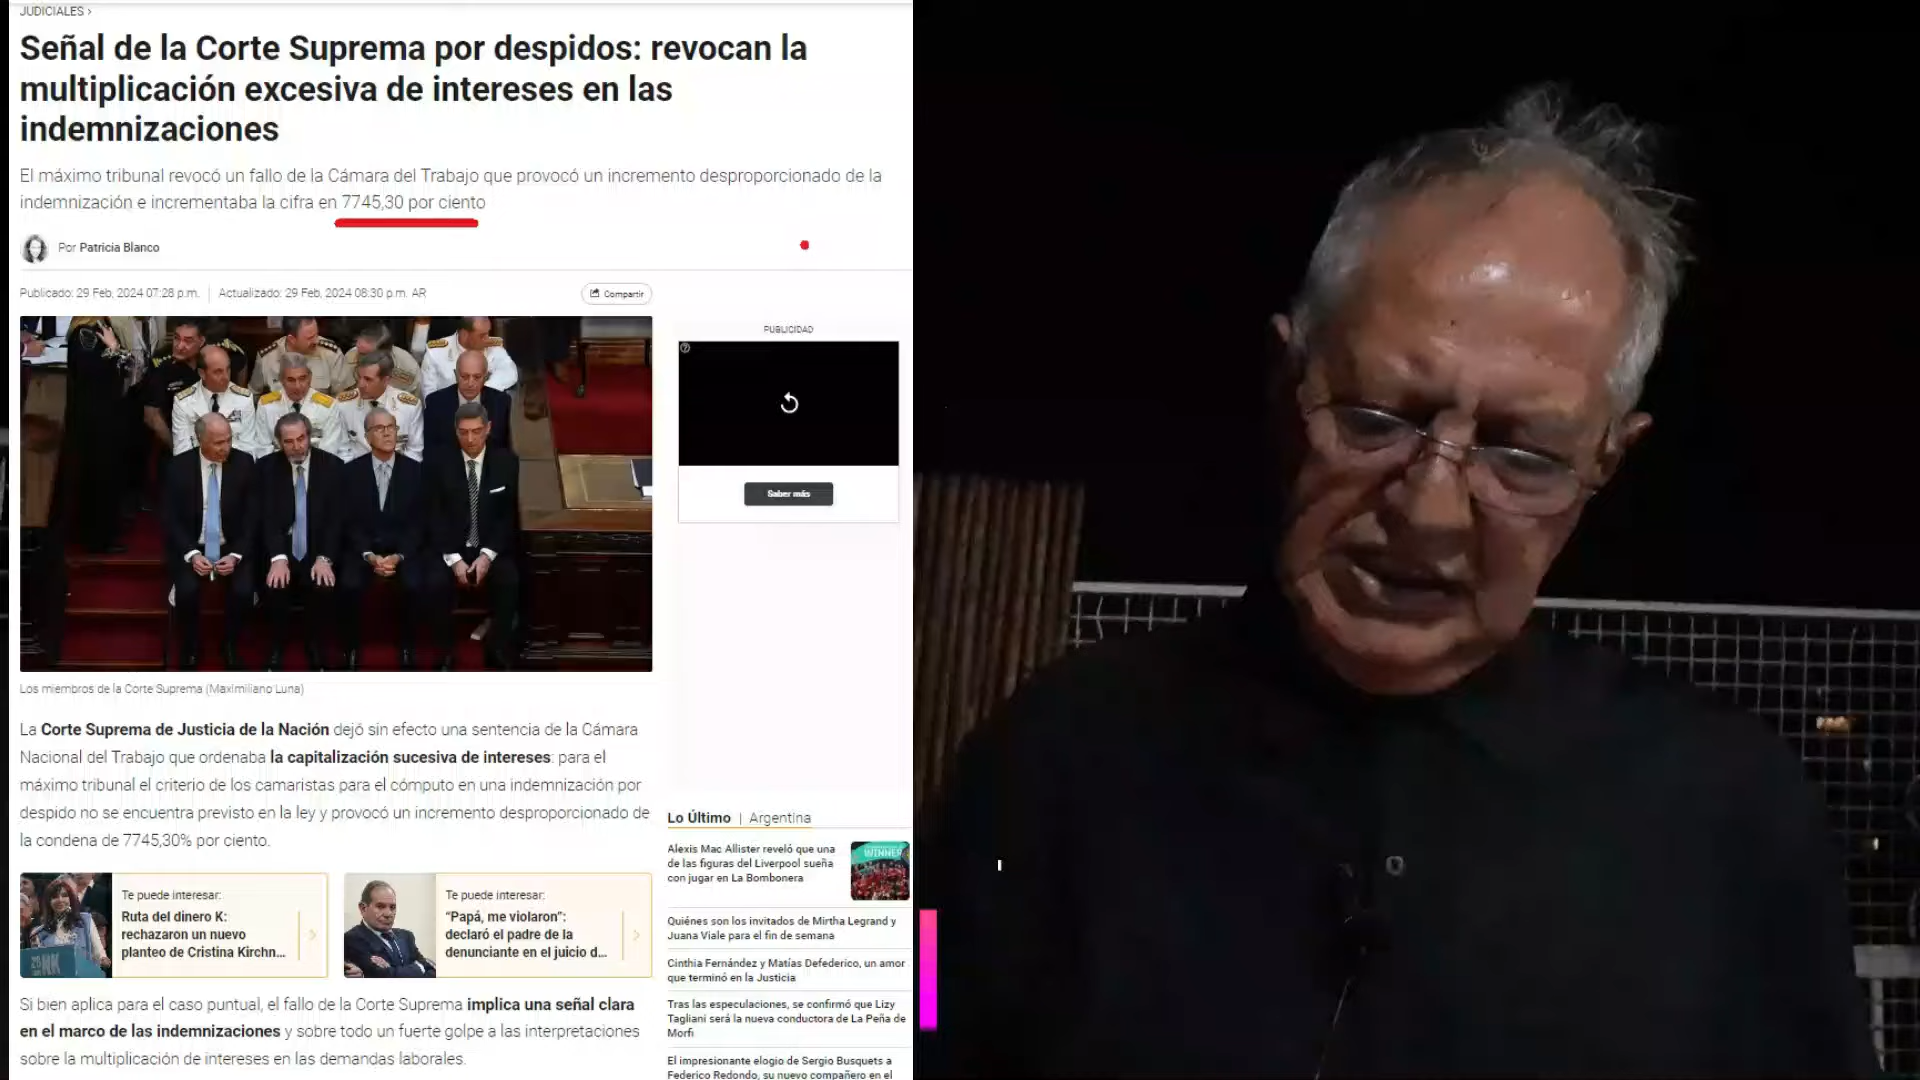 JUDICIALES >
Señal de la Corte Suprema por despidos: revocan la
multiplicación excesiva de intereses en las
indemnizaciones
El máximo tribunal revocó un fallo de la Cámara del Trabajo que provocó un incremento desproporcionado de la
indemnización e incrementaba la cifra en 7745,30 por ciento
Por Patricia Blanco
Publicado: 29 Feb, 2024 07:28 p.m. | Actualizado: 29 Feb, 2024 08:30 p.m. AR
Compartir
PUBLICIDAD
Saber más
Los miembros de la Corte Suprema (Maximiliano Luna)
La Corte Suprema de Justicia de la Nación dejó sin efecto una sentencia de la Cámara
Nacional del Trabajo que ordenaba la capitalización sucesiva de intereses: para el
máximo tribunal el criterio de los camaristas para el cómputo en una indemnización por
despido no se encuentra previsto en la ley y provocó un incremento desproporcionado de
la condena de 7745,30% por ciento.
Te puede interesar:
Ruta del dinero K:
rechazaron un nuevo
planteo de Cristina Kirchn...
Te puede interesar:
“Papá, me violaron”:
declaró el padre de la
denunciante en el juicio d...
Si bien aplica para el caso puntual, el fallo de la Corte Suprema implica una señal clara
en el marco de las indemnizaciones y sobre todo un fuerte golpe a las interpretaciones
sobre la multiplicación de intereses en las demandas laborales.
Lo Último | Argentina
Alexis Mac Allister reveló que una
de las figuras del Liverpool sueña
con jugar en La Bombonera
WINNER
Quiénes son los invitados de Mirtha Legrand y
Juana Viale para el fin de semana
Cinthia Fernández y Matías Defederico, un amor
que terminó en la Justicia
Tras las especulaciones, se confirmó que Lizy
Tagliani será la nueva conductora de La Peña de
Morfi
El impresionante elogio de Sergio Busquets a
Federico Redondo, su nuevo compañero en el